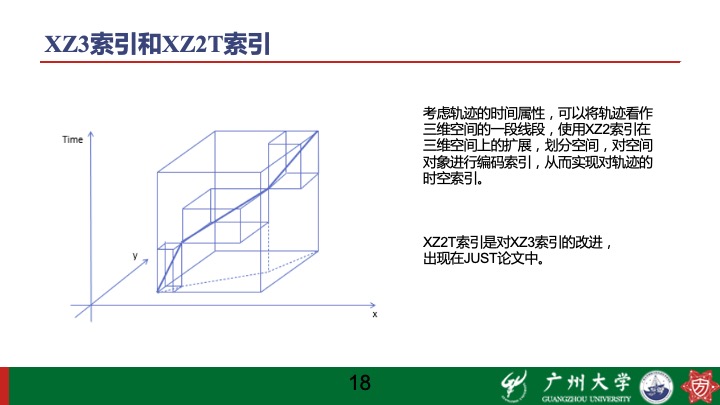 XZ3索引和XZ2T索引
Time
y
x
考虑轨迹的时间属性，可以将轨迹看作
三维空间的一段线段，使用XZ2索引在
三维空间上的扩展，划分空间，对空间
对象进行编码索引，从而实现对轨迹的
时空索引。
XZ2T索引是对XZ3索引的改进，
出现在JUST论文中。
18
广州大学
GUANGZHOU UNIVERSITY